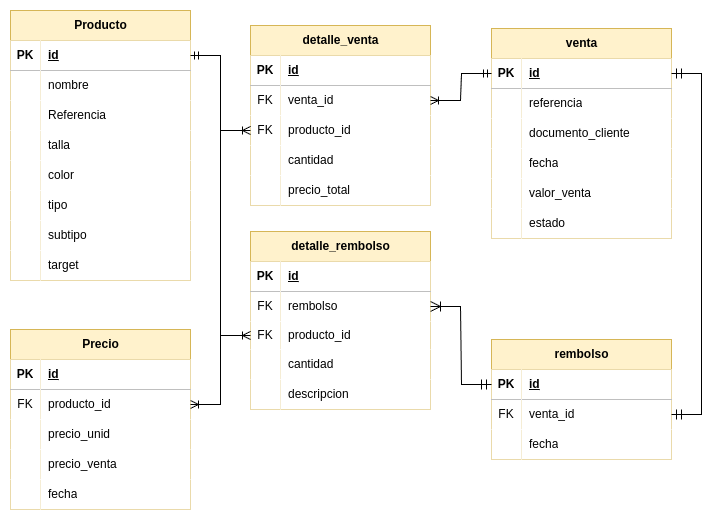 Producto
PK id
nombre
Referencia
talla
color
tipo
subtipo
target
detalle_venta
PK id
FK venta_id
FK producto_id
cantidad
precio_total
venta
PK id
referencia
documento_cliente
fecha
valor_venta
estado
detalle_rembolso
PK id
FK rembolso
FK producto_id
cantidad
descripcion
Precio
PK id
FK producto_id
precio_unid
precio_venta
fecha
rembolso
PK id
FK venta_id
fecha